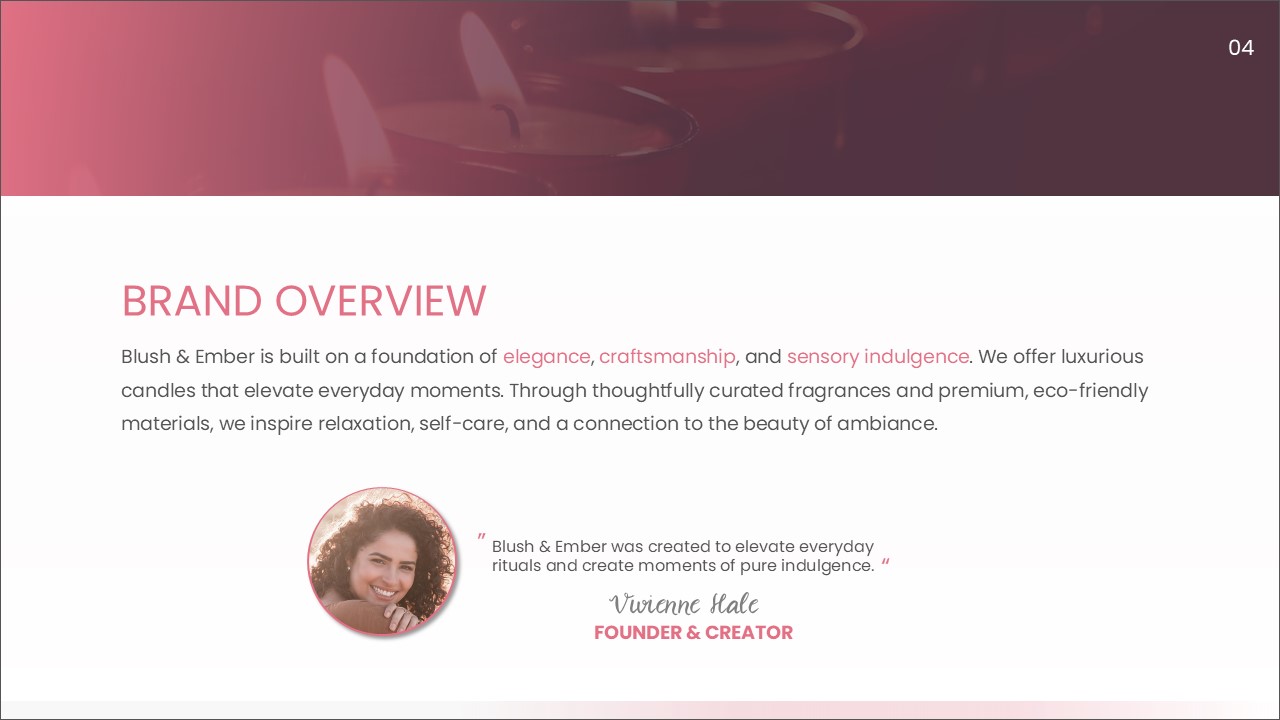 04
BRAND OVERVIEW
Blush & Ember is built on a foundation of elegance, craftsmanship, and sensory indulgence. We offer luxurious
candles that elevate everyday moments. Through thoughtfully curated fragrances and premium, eco-friendly
materials, we inspire relaxation, self-care, and a connection to the beauty of ambiance.
” Blush & Ember was created to elevate everyday
rituals and create moments of pure indulgence. “
Vivienne Hale
FOUNDER & CREATOR